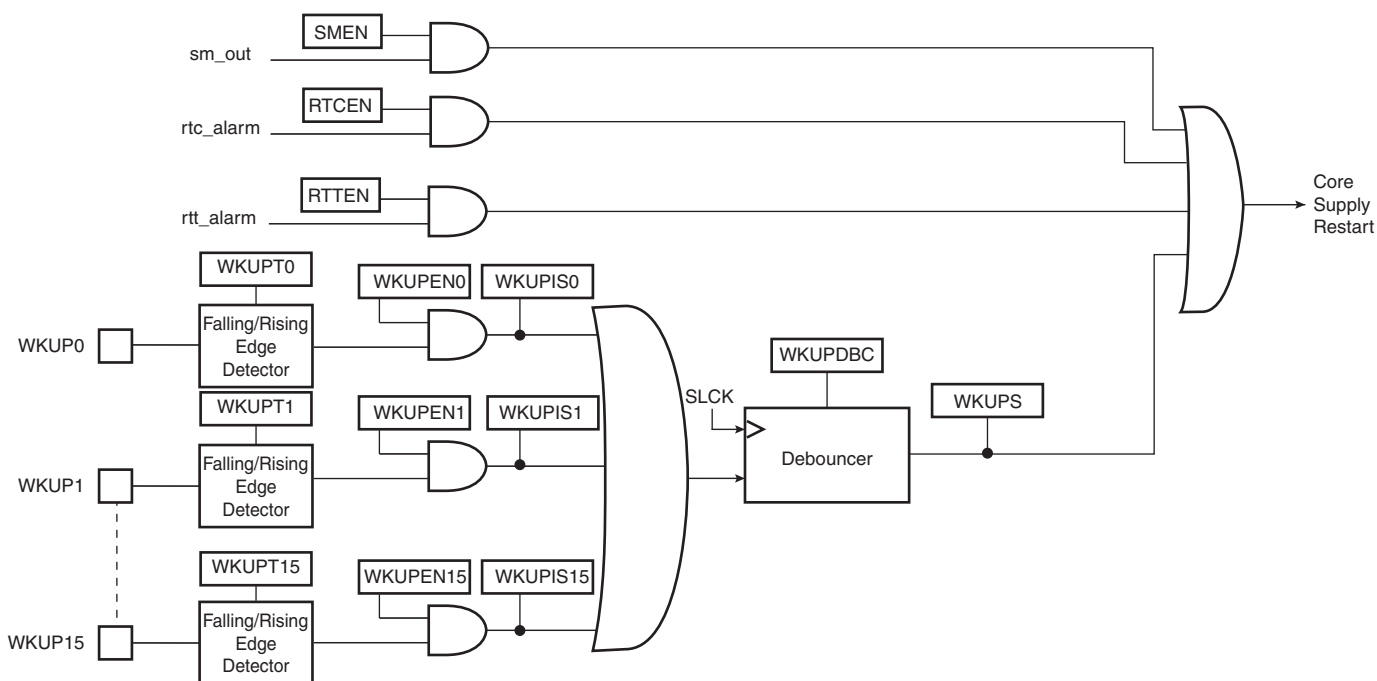 SMEN
sm_out
RTCEN
rtc_alarm
RTTEN
rtt_alarm
Core
Supply
Restart
WKUPT0
WKUPEN0
WKUPIS0
WKUP0
Falling/Rising
Edge
Detector
WKUPT1
WKUPEN1
WKUPIS1
WKUP1
Falling/Rising
Edge
Detector
SLCK
WKUPDBC
Debouncer
WKUPS
WKUPT15
WKUPEN15
WKUPIS15
WKUP15
Falling/Rising
Edge
Detector